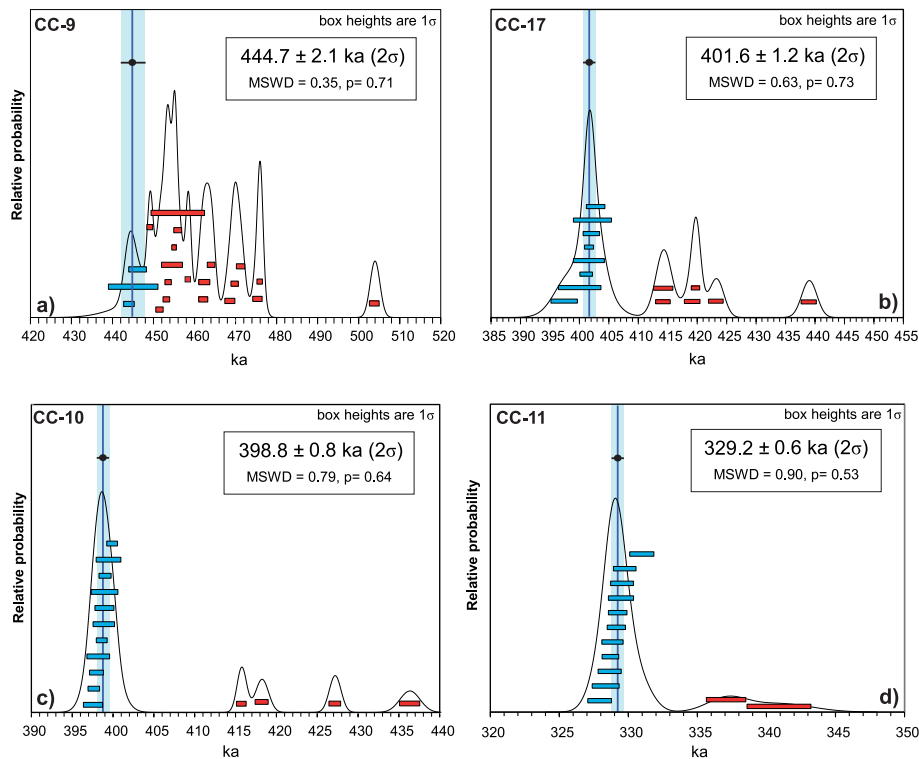 CC-9
box heights are 1σ
444.7 ± 2.1 ka (2σ)
MSWD = 0.35, p= 0.71
Relative probability
a)
420 430 440 450 460 470 480 490 500 510 520
ka
CC-17
box heights are 1σ
401.6 ± 1.2 ka (2σ)
MSWD = 0.63, p= 0.73
Relative probability
b)
385 390 395 400 405 410 415 420 425 430 435 440 445 450 455
ka
CC-10
box heights are 1σ
398.8 ± 0.8 ka (2σ)
MSWD = 0.79, p= 0.64
Relative probability
c)
390 395 400 405 410 415 420 425 430 435 440
ka
CC-11
box heights are 1σ
329.2 ± 0.6 ka (2σ)
MSWD = 0.90, p= 0.53
Relative probability
d)
320 325 330 335 340 345 350
ka